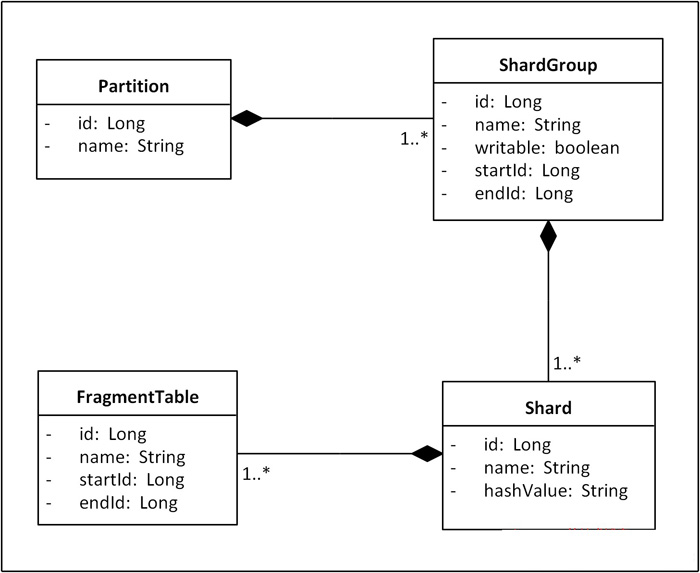 Partition
- id: Long
- name: String
1..*
ShardGroup
- id: Long
- name: String
- writable: boolean
- startId: Long
- endId: Long
1..*
FragmentTable
- id: Long
- name: String
- startId: Long
- endId: Long
1..*
Shard
- id: Long
- name: String
- hashValue: String